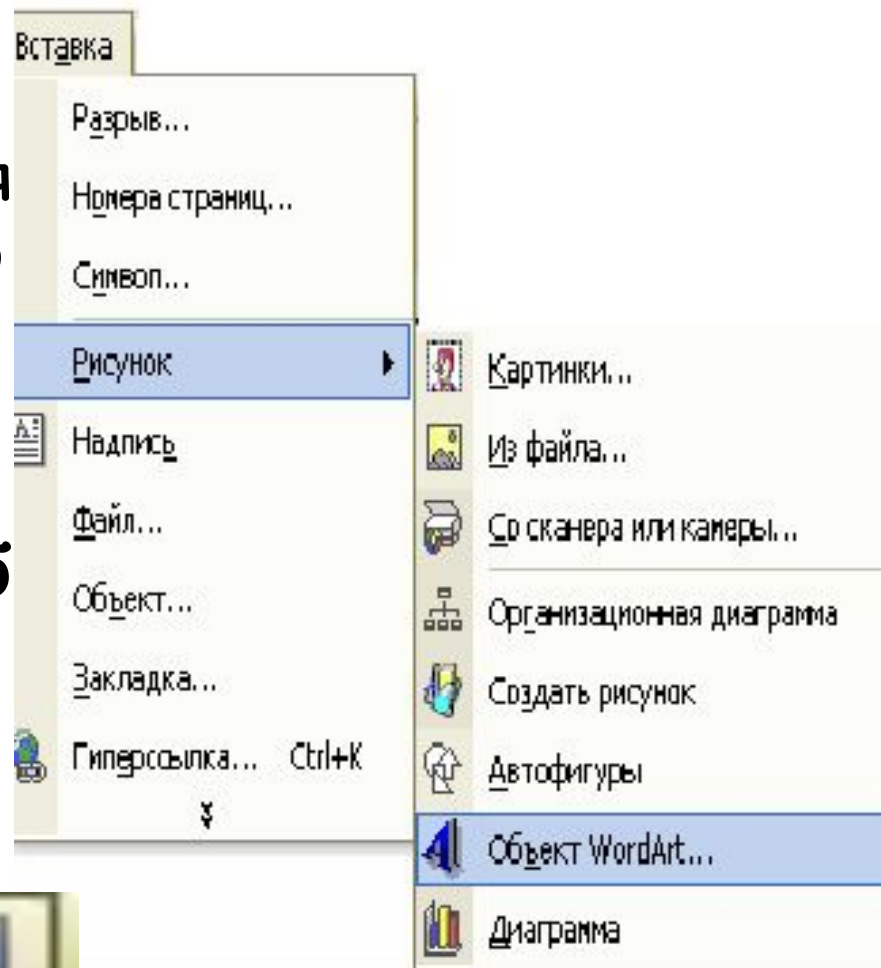 Вставка
Разрыв...
Номера страниц...
Символ...
Рисунок
Надпись
Файл...
Объект...
Закладка...
Гиперссылка... Ctrl+K
Картинки...
Из файла...
Со сканера или камеры...
Организационная диаграмма
Создать рисунок
Автофигуры
Объект WordArt...
Диаграмма